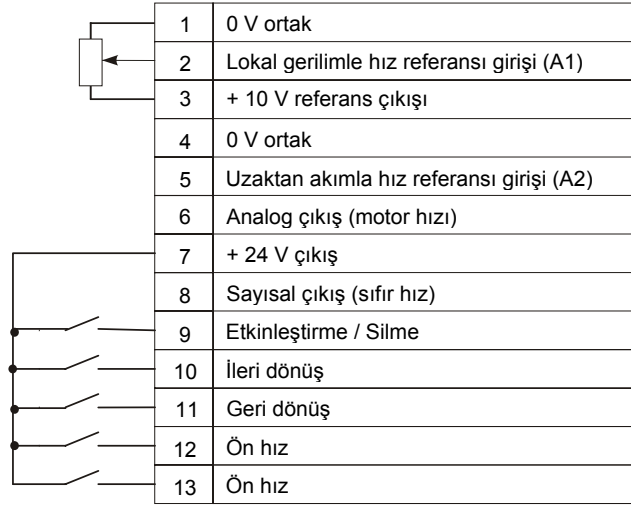 1 0 V ortak
2 Lokal gerilimle hız referansı girişi (A1)
3 + 10 V referans çıkışı
4 0 V ortak
5 Uzaktan akımla hız referansı girişi (A2)
6 Analog çıkış (motor hızı)
7 + 24 V çıkış
8 Sayısal çıkış (sıfır hız)
9 Etkinleştirme / Silme
10 İleri dönüş
11 Geri dönüş
12 Ön hız
13 Ön hız